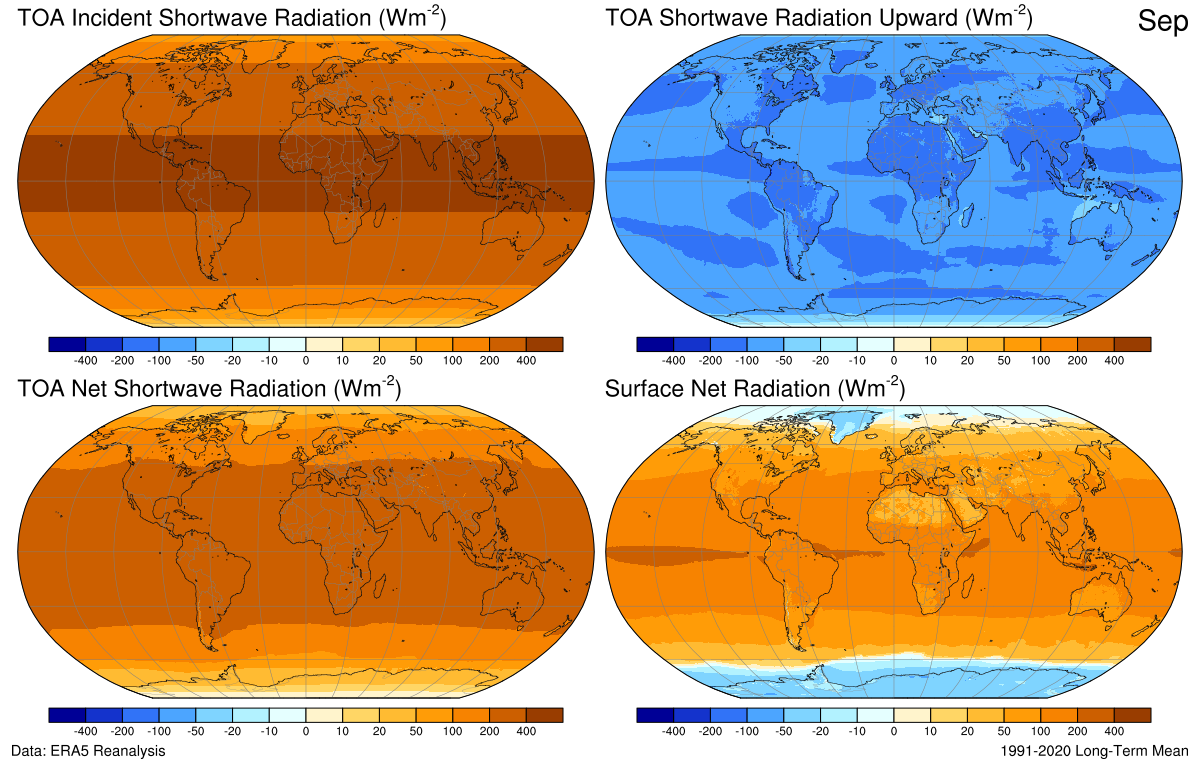 TOA Incident Shortwave Radiation (Wm-2)
TOA Shortwave Radiation Upward (Wm-2)
Sep
-400 -200 -100 -50 -20 -10 0 10 20 50 100 200 400
-400 -200 -100 -50 -20 -10 0 10 20 50 100 200 400
TOA Net Shortwave Radiation (Wm-2)
Surface Net Radiation (Wm-2)
-400 -200 -100 -50 -20 -10 0 10 20 50 100 200 400
-400 -200 -100 -50 -20 -10 0 10 20 50 100 200 400
Data: ERA5 Reanalysis
1991-2020 Long-Term Mean